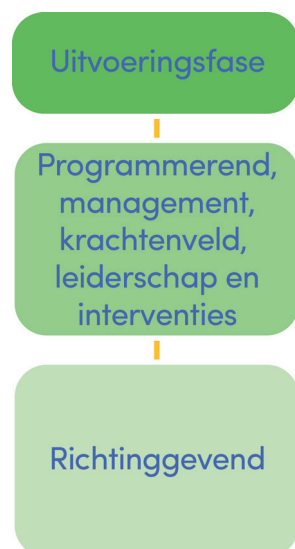 Uitvoeringsfase
Programmerend,
management,
krachtenveld,
leiderschap en
interventies
Richtinggevend